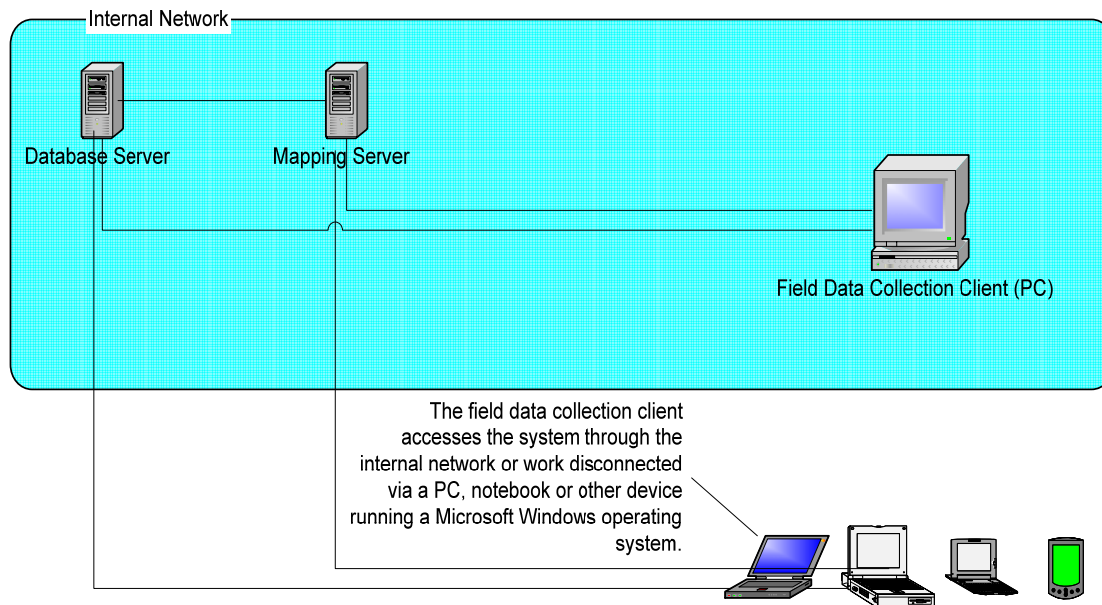 Internal Network
Database Server
Mapping Server
Field Data Collection Client (PC)
The field data collection client
accesses the system through the
internal network or work disconnected
via a PC, notebook or other device
running a Microsoft Windows operating
system.